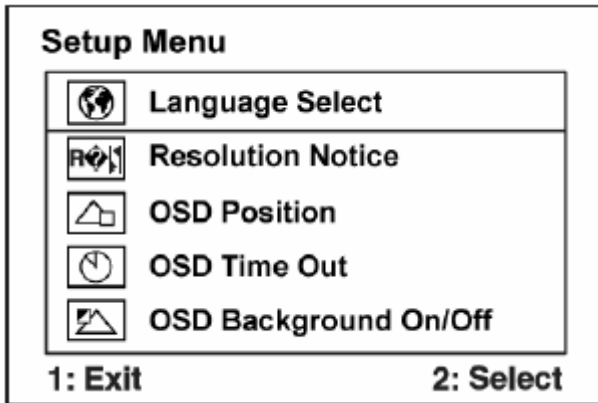 Setup Menu
Language Select
Resolution Notice
OSD Position
OSD Time Out
OSD Background On/Off
1: Exit 2: Select